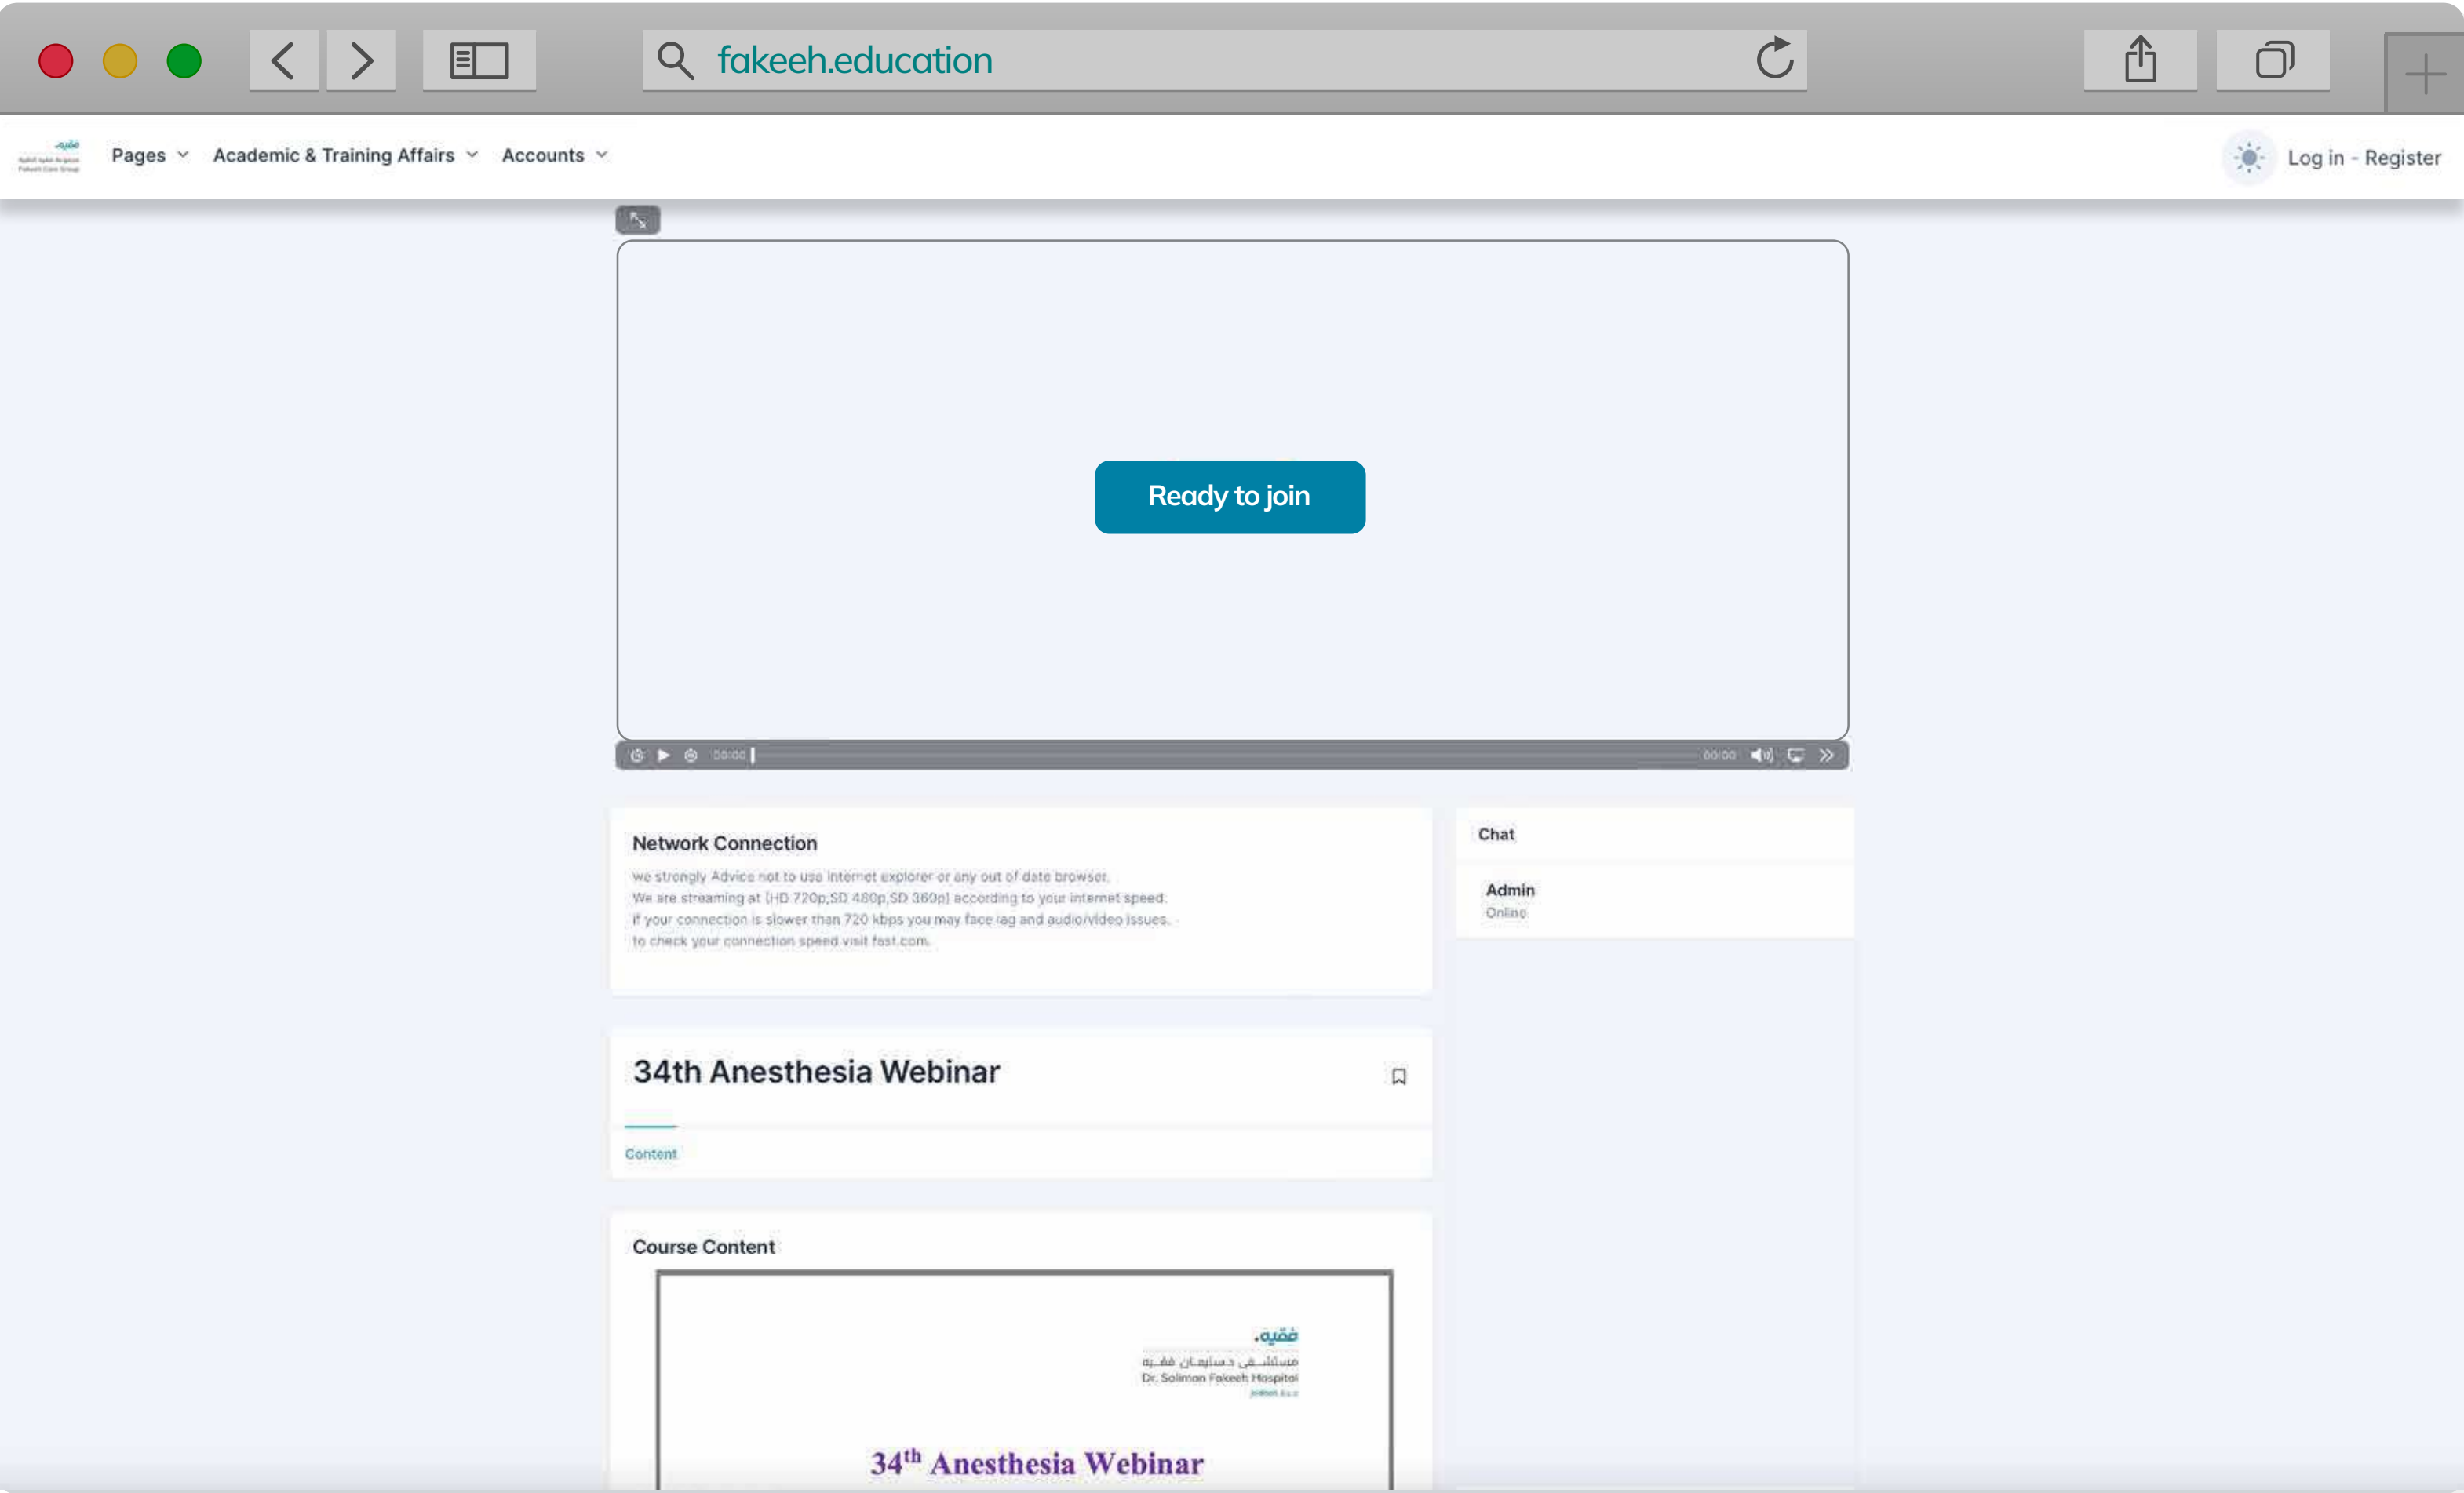 fakeeh.education
فقيه
Fakeeh Care Group
Pages
Academic & Training Affairs
Accounts
Log in - Register
Ready to join
00:00
00:00
Network Connection
we strongly Advice not to use internet explorer or any out of date browser.
We are streaming at [HD 720p,SD 480p,SD 360p] according to your internet speed.
if your connection is slower than 720 kbps you may face lag and audio/video issues.
to check your connection speed visit fast.com.
Chat
Admin
Online
34th Anesthesia Webinar
Content
Course Content
فقيه.
مستشفى د.سليمان فقيه
Dr. Soliman Fakeeh Hospital
34th Anesthesia Webinar